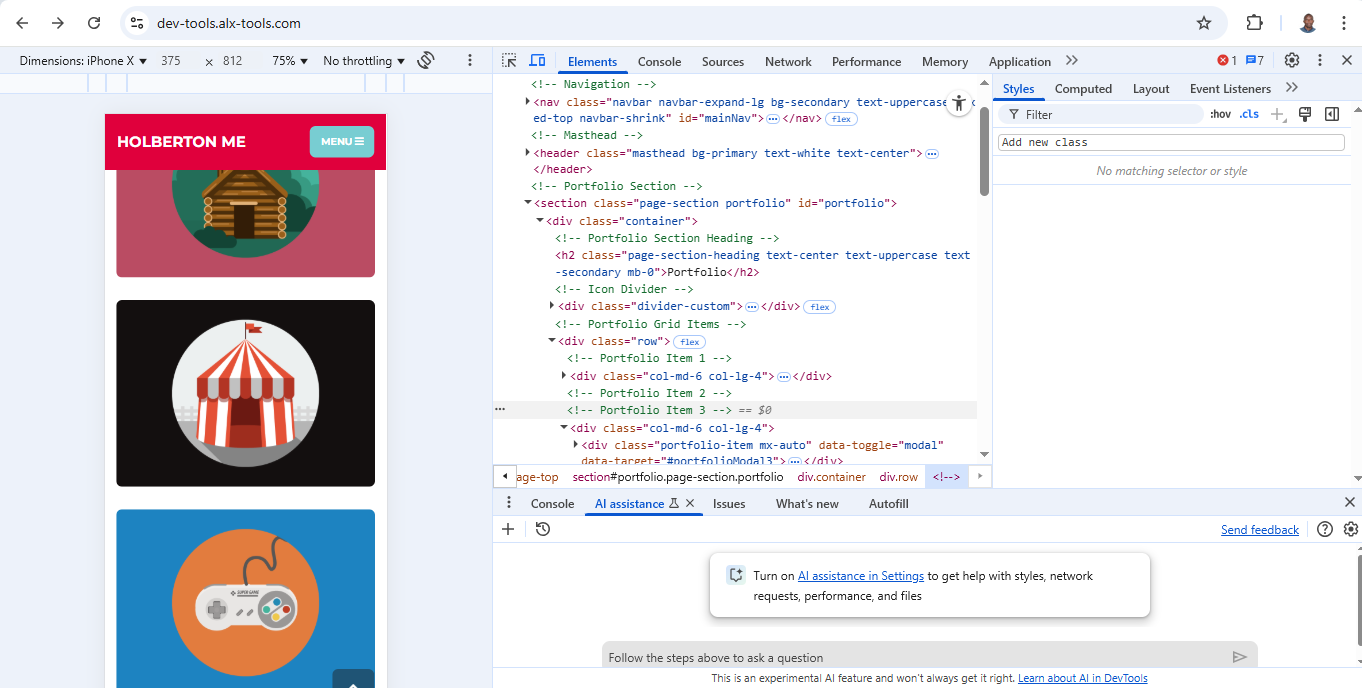 dev-tools.alx-tools.com
Dimensions: iPhone X 375 × 812 75% No throttling
HOLBERTON ME
MENU
SUPER GAME
Elements Console Sources Network Performance Memory Application 1 7
<!-- Navigation -->
<nav class="navbar navbar-expand-lg bg-secondary text-uppercase
ed-top navbar-shrink" id="mainNav"> </nav> flex
<!-- Masthead -->
<header class="masthead bg-primary text-white text-center">
</header>
<!-- Portfolio Section -->
<section class="page-section portfolio" id="portfolio">
<div class="container">
<!-- Portfolio Section Heading -->
<h2 class="page-section-heading text-center text-uppercase text
-secondary mb-0">Portfolio</h2>
<!-- Icon Divider -->
<div class="divider-custom"> </div> flex
<!-- Portfolio Grid Items -->
<div class="row"> flex
<!-- Portfolio Item 1 -->
<div class="col-md-6 col-lg-4"> </div>
<!-- Portfolio Item 2 -->
<!-- Portfolio Item 3 --> == $0
<div class="col-md-6 col-lg-4">
<div class="portfolio-item mx-auto" data-toggle="modal"
data-target="#portfolioModal3"> </div>
age-top section#portfolio.page-section.portfolio div.container div.row <!-->
Styles Computed Layout Event Listeners
Filter :hov .cls
Add new class
No matching selector or style
Console AI assistance Issues What's new Autofill
Send feedback
Turn on AI assistance in Settings to get help with styles, network
requests, performance, and files
Follow the steps above to ask a question
This is an experimental AI feature and won't always get it right. Learn about AI in DevTools